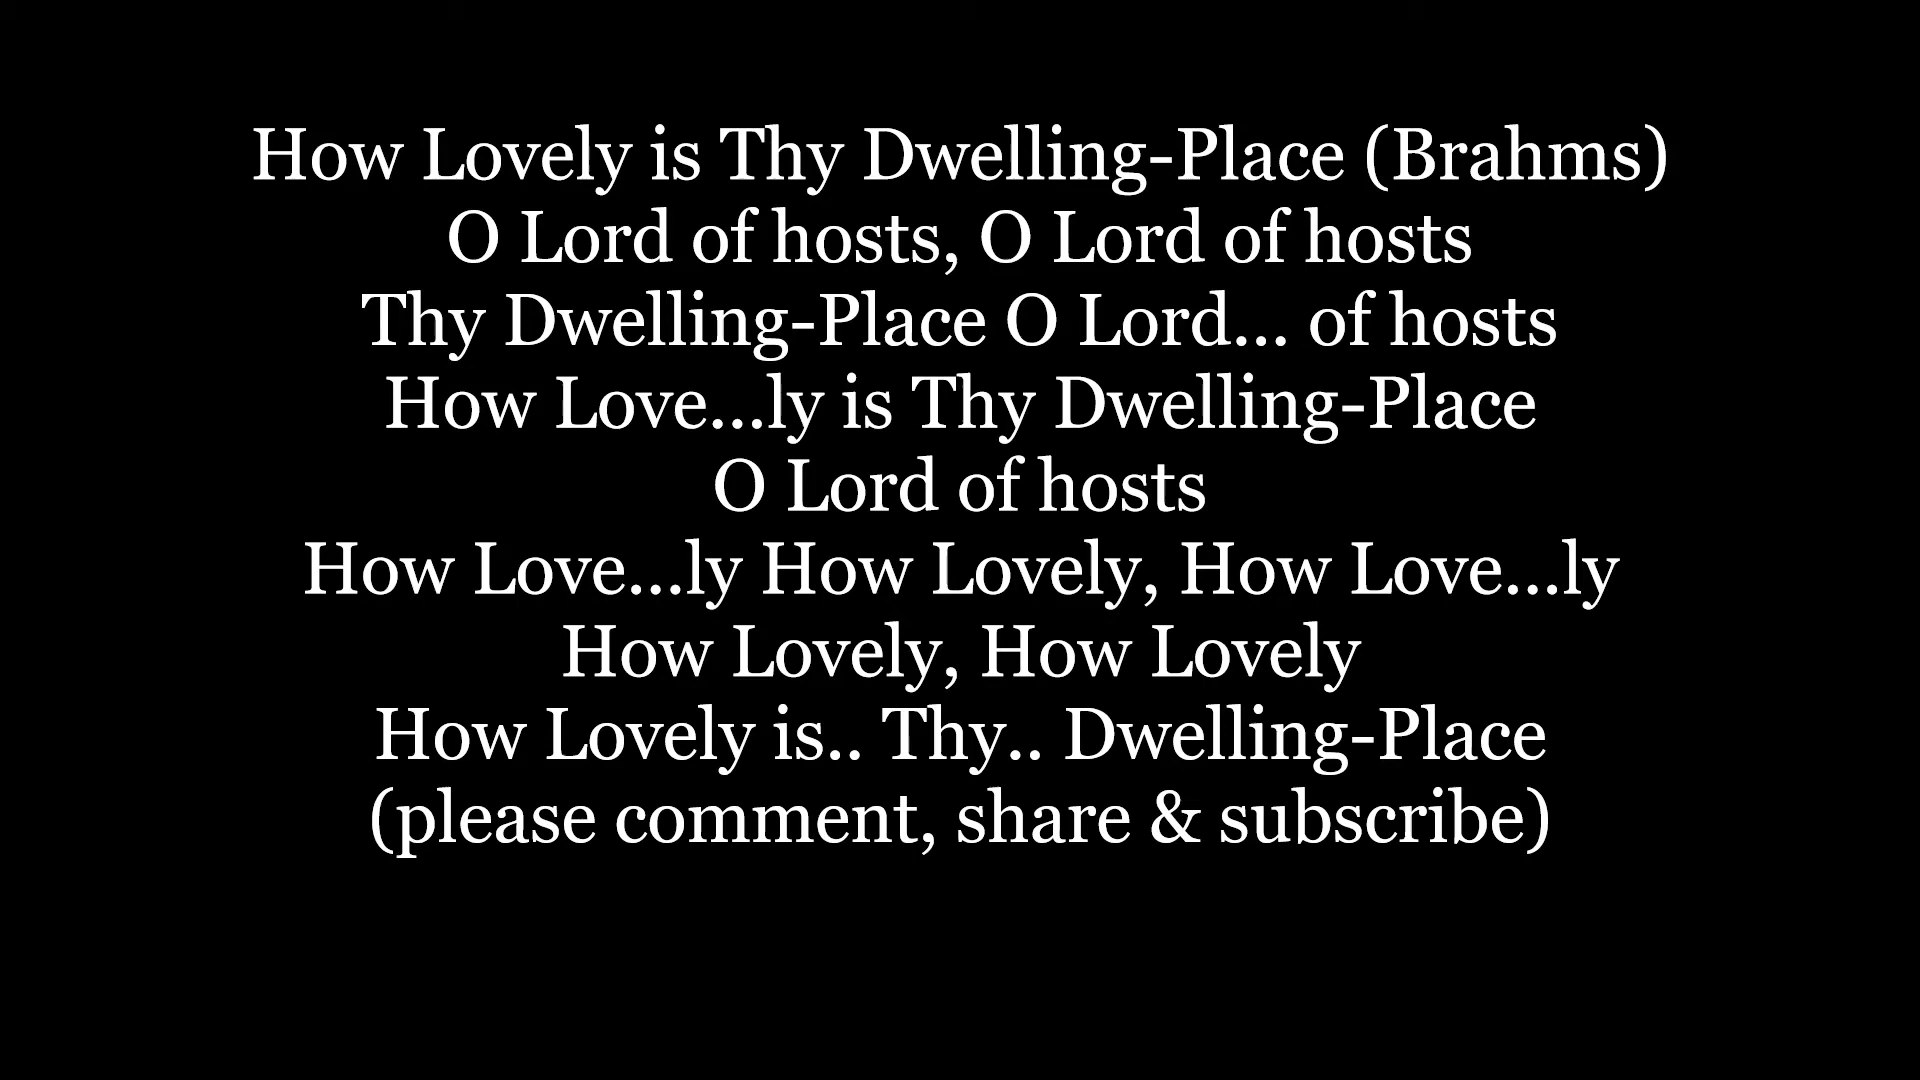 How Lovely is Thy Dwelling-Place (Brahms)
O Lord of hosts, O Lord of hosts
Thy Dwelling-Place O Lord... of hosts
How Love...ly is Thy Dwelling-Place
O Lord of hosts
How Love...ly How Lovely, How Love...ly
How Lovely, How Lovely
How Lovely is.. Thy.. Dwelling-Place
(please comment, share & subscribe)